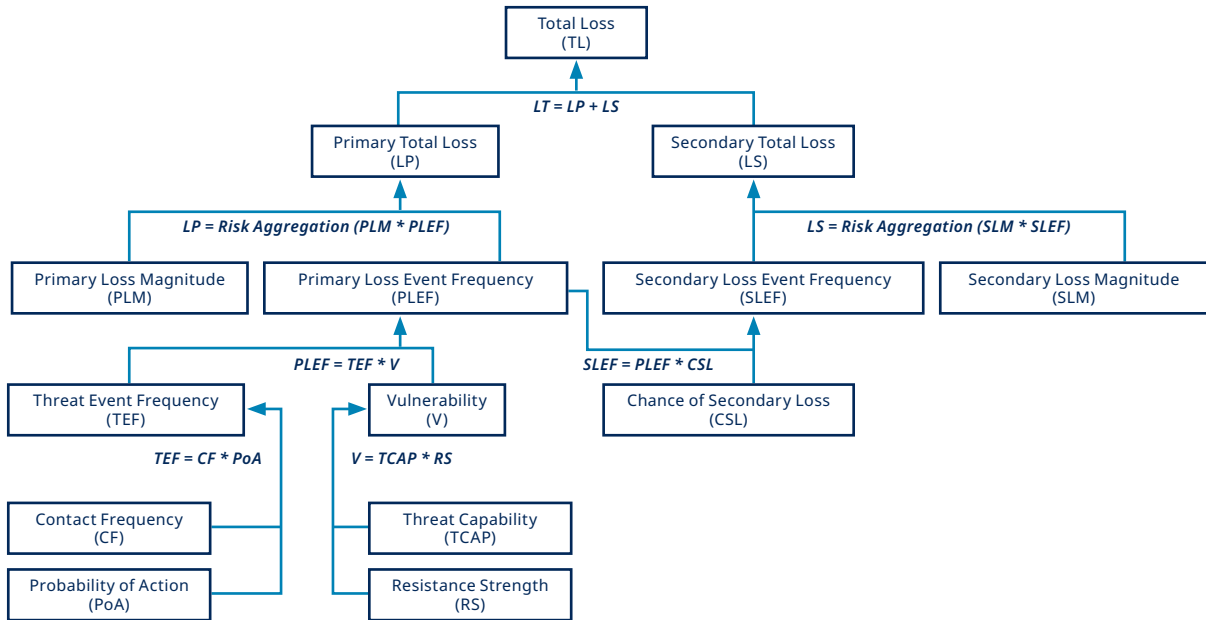 Total Loss
(TL)
LT = LP + LS
Primary Total Loss
(LP)
Secondary Total Loss
(LS)
LP = Risk Aggregation (PLM * PLEF)
LS = Risk Aggregation (SLM * SLEF)
Primary Loss Magnitude
(PLM)
Primary Loss Event Frequency
(PLEF)
Secondary Loss Event Frequency
(SLEF)
Secondary Loss Magnitude
(SLM)
PLEF = TEF * V
SLEF = PLEF * CSL
Threat Event Frequency
(TEF)
Vulnerability
(V)
Chance of Secondary Loss
(CSL)
TEF = CF * PoA
V = TCAP * RS
Contact Frequency
(CF)
Threat Capability
(TCAP)
Probability of Action
(PoA)
Resistance Strength
(RS)